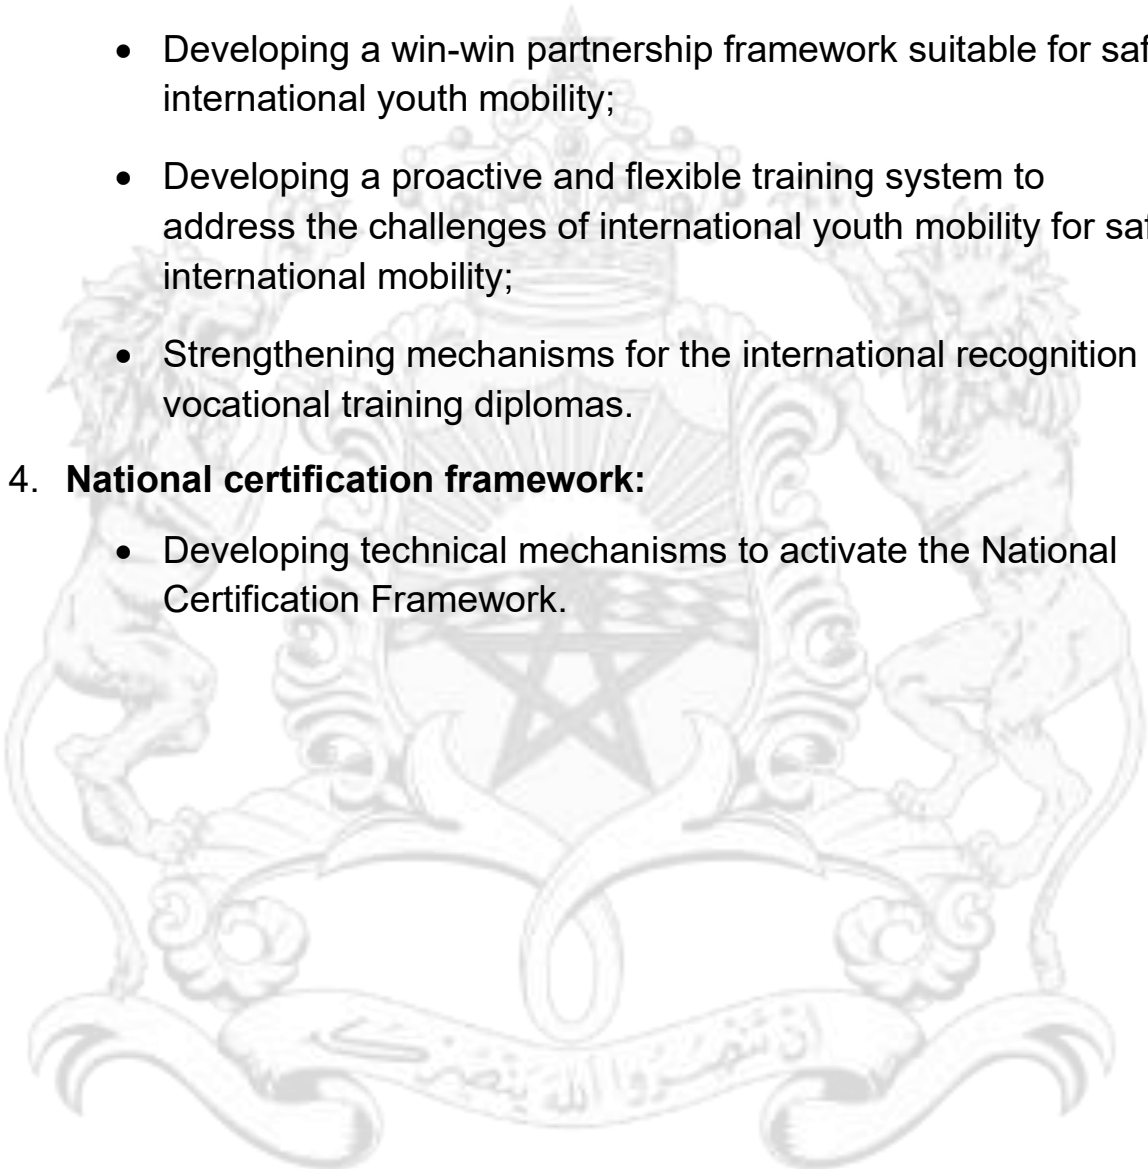 • Developing a win-win partnership framework suitable for saf
international youth mobility;
• Developing a proactive and flexible training system to
address the challenges of international youth mobility for saf
international mobility;
• Strengthening mechanisms for the international recognition
vocational training diplomas.
4. National certification framework:
• Developing technical mechanisms to activate the National
Certification Framework.
الله ينصركم